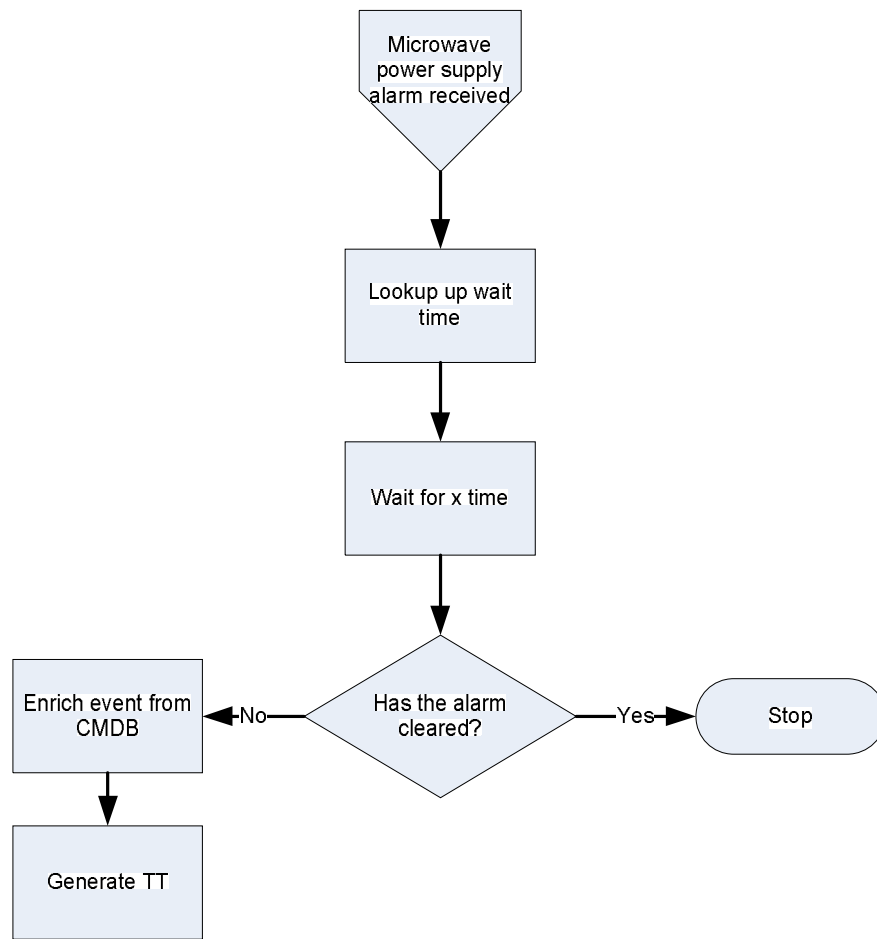 Microwave
power supply
alarm received
Lookup up wait
time
Wait for x time
Has the alarm
cleared?
No
Yes
Enrich event from
CMDB
Stop
Generate TT